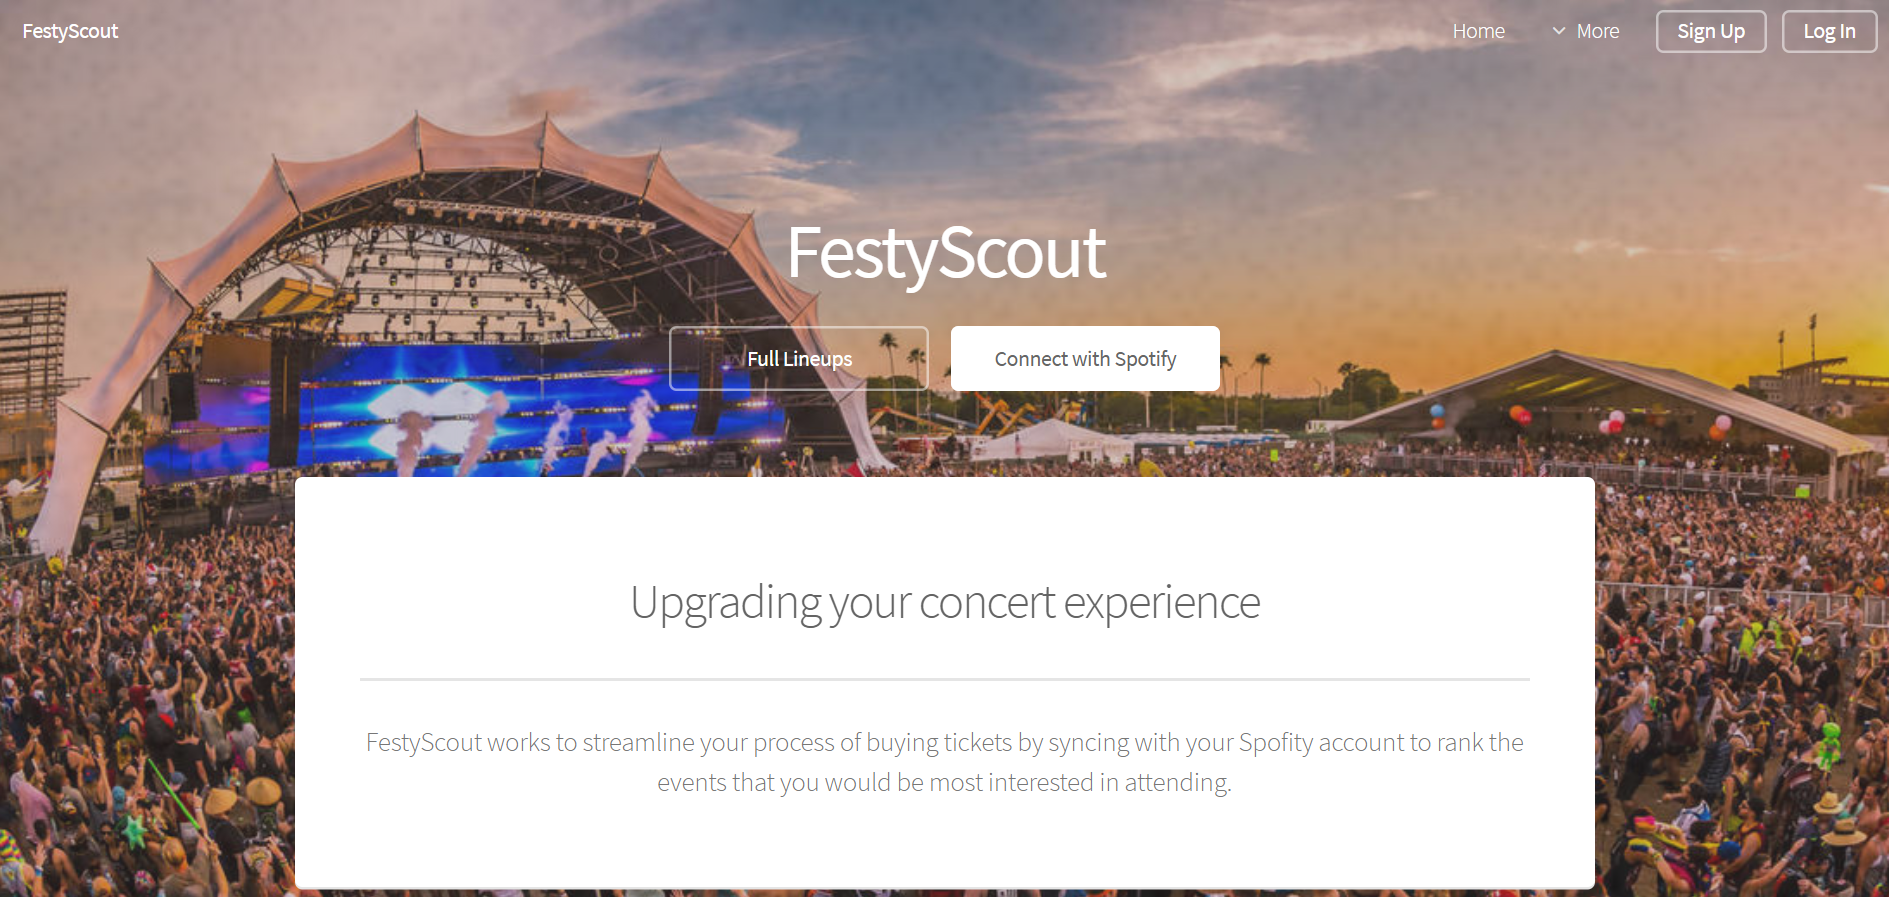 FestyScout
Home
More
Sign Up
Log In
FestyScout
Full Lineups
Connect with Spotify
Upgrading your concert experience
FestyScout works to streamline your process of buying tickets by syncing with your Spofity account to rank the
events that you would be most interested in attending.